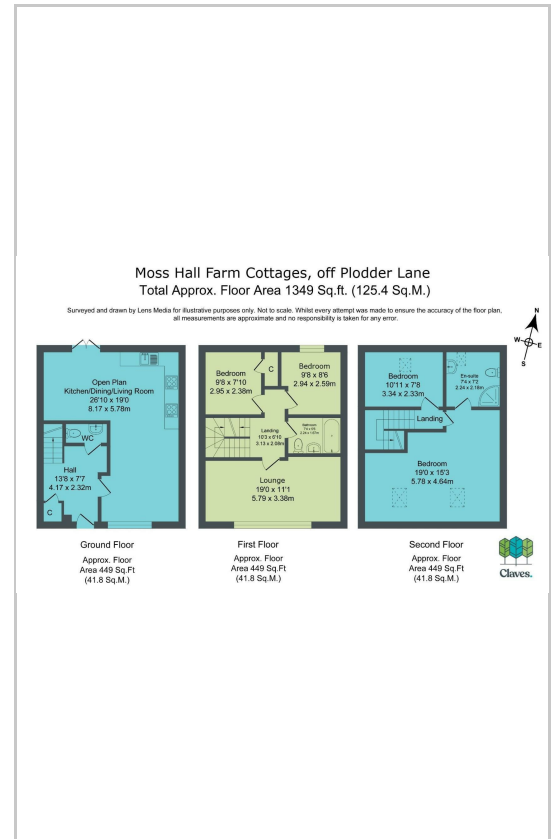 Moss Hall Farm Cottages, off Plodder Lane
Total Approx. Floor Area 1349 Sq.ft. (125.4 Sq.M.)
Surveyed and drawn by Lens Media for illustrative purposes only. Not to scale. Whilst every attempt was made to ensure the accuracy of the floor plan,
all measurements are approximate and no responsibility is taken for any error.
N
W
E
S
Open Plan
Kitchen/Dining/Living Room
26'10 x 19'0
8.17 x 5.78m
WC
Hall
13'8 x 7'7
4.17 x 2.32m
C
Ground Floor
Approx. Floor
Area 449 Sq.Ft
(41.8 Sq.M.)
Bedroom
9'8 x 7'10
2.95 x 2.38m
C
Bedroom
9'8 x 8'6
2.94 x 2.59m
Landing
10'3 x 6'10
3.13 x 2.09m
Lounge
19'0 x 11'1
5.79 x 3.38m
First Floor
Approx. Floor
Area 449 Sq.Ft
(41.8 Sq.M.)
Bedroom
10'11 x 7'8
3.34 x 2.33m
En-suite
7'4 x 7'2
2.24 x 2.18m
Landing
Bedroom
19'0 x 15'3
5.78 x 4.64m
Second Floor
Approx. Floor
Area 449 Sq.Ft
(41.8 Sq.M.)
Claves.